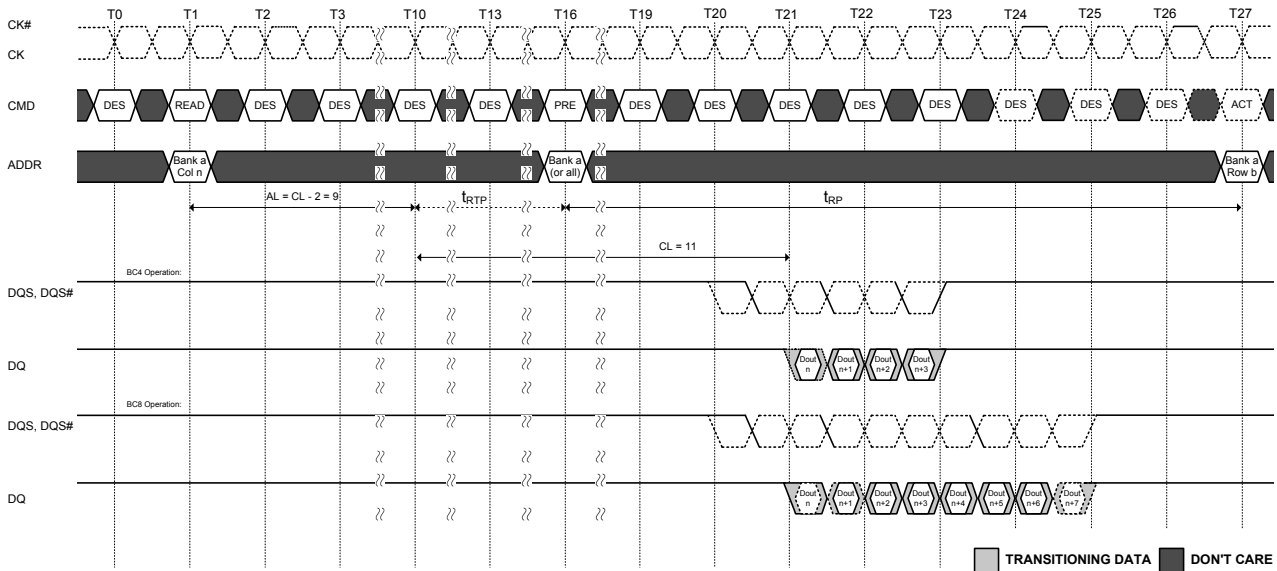 T0 T1 T2 T3 T10 T13 T16 T19 T20 T21 T22 T23 T24 T25 T26 T27
CK#
CK
CMD DES READ DES DES DES DES PRE DES DES DES DES DES DES DES DES ACT
ADDR
Bank a
Col n
Bank a
(or all)
Bank a
Row b
AL = CL - 2 = 9
tRTP
tRP
CL = 11
BC4 Operation:
DQS, DQS#
DQ
Dout
n
Dout
n+1
Dout
n+2
Dout
n+3
BC8 Operation:
DQS, DQS#
DQ
Dout
n
Dout
n+1
Dout
n+2
Dout
n+3
Dout
n+4
Dout
n+5
Dout
n+6
Dout
n+7
TRANSITIONING DATA
DON'T CARE